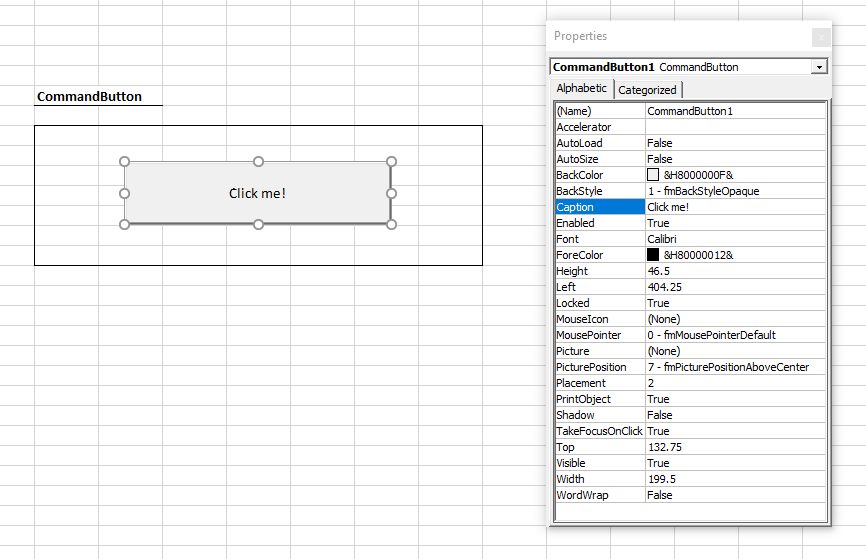 CommandButton
Click me!
Properties
x
CommandButton1 CommandButton
Alphabetic Categorized
(Name) CommandButton1
Accelerator
AutoLoad False
AutoSize False
BackColor &H8000000F&
BackStyle 1 - fmBackStyleOpaque
Caption Click me!
Enabled True
Font Calibri
ForeColor &H80000012&
Height 46.5
Left 404.25
Locked True
MouseIcon (None)
MousePointer 0 - fmMousePointerDefault
Picture (None)
PicturePosition 7 - fmPicturePositionAboveCenter
Placement 2
PrintObject True
Shadow False
TakeFocusOnClick True
Top 132.75
Visible True
Width 199.5
WordWrap False